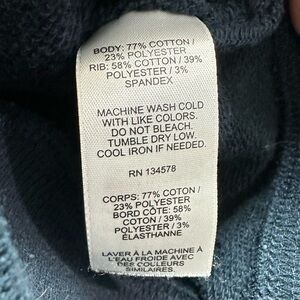 BODY: 77% COTTON /
23% POLYESTER
RIB: 58% COTTON / 39%
POLYESTER / 3%
SPANDEX
MACHINE WASH COLD
WITH LIKE COLORS.
DO NOT BLEACH.
TUMBLE DRY LOW.
COOL IRON IF NEEDED.
RN 134578
CORPS: 77% COTON /
23% POLYESTER
BORD CÔTE: 58%
COTON / 39%
POLYESTER / 3%
ÉLASTHANNE
LAVER À LA MACHINE À
L'EAU FROIDE AVEC
DES COULEURS
SIMILAIRES.